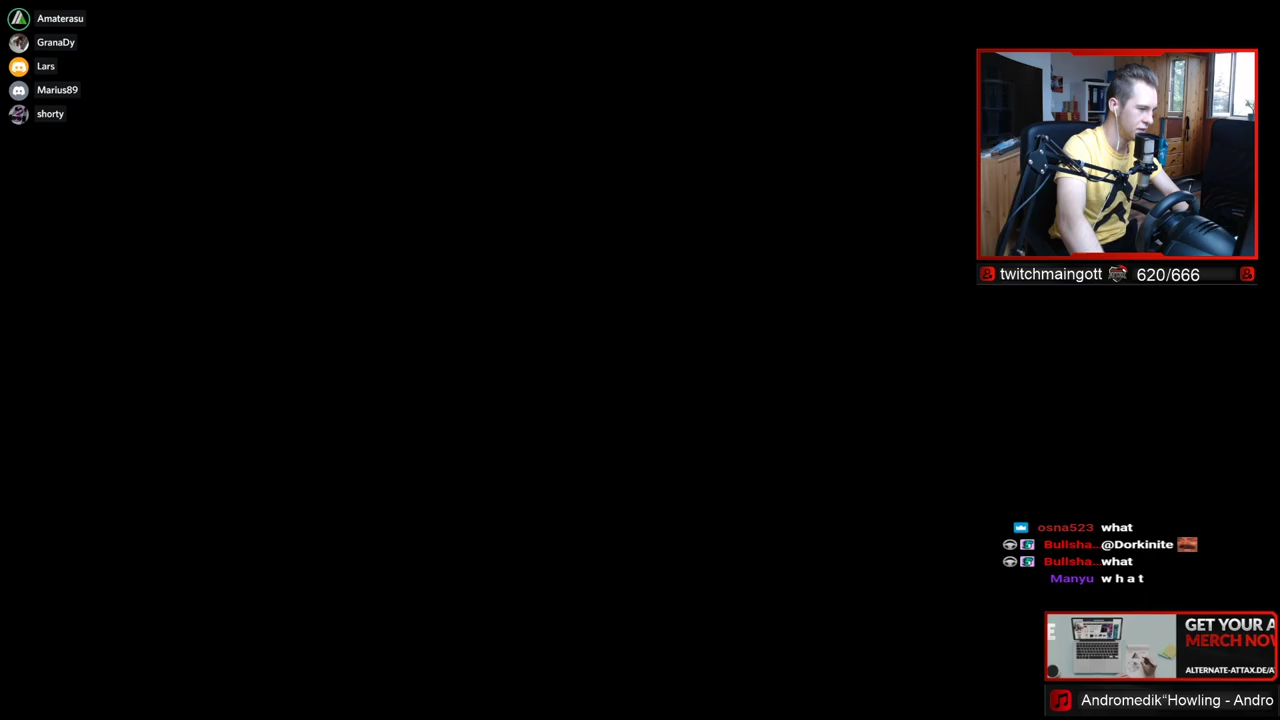 Amaterasu
GranaDy
Lars
Marius89
shorty
twitchmaingott 620/666
osna523 what
Bullsha... @Dorkinite
Bullsha... what
Manyu w h a t
E
GET YOUR A
MERCH NOW
ALTERNATE-ATTAX.DE/A
Andromedik“Howling - Andro